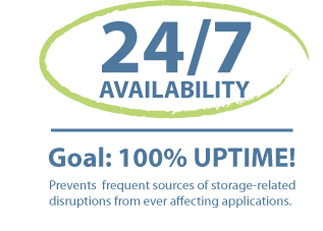 24/7
AVAILABILITY
Goal: 100% UPTIME!
Prevents frequent sources of storage-related
disruptions from ever affecting applications.